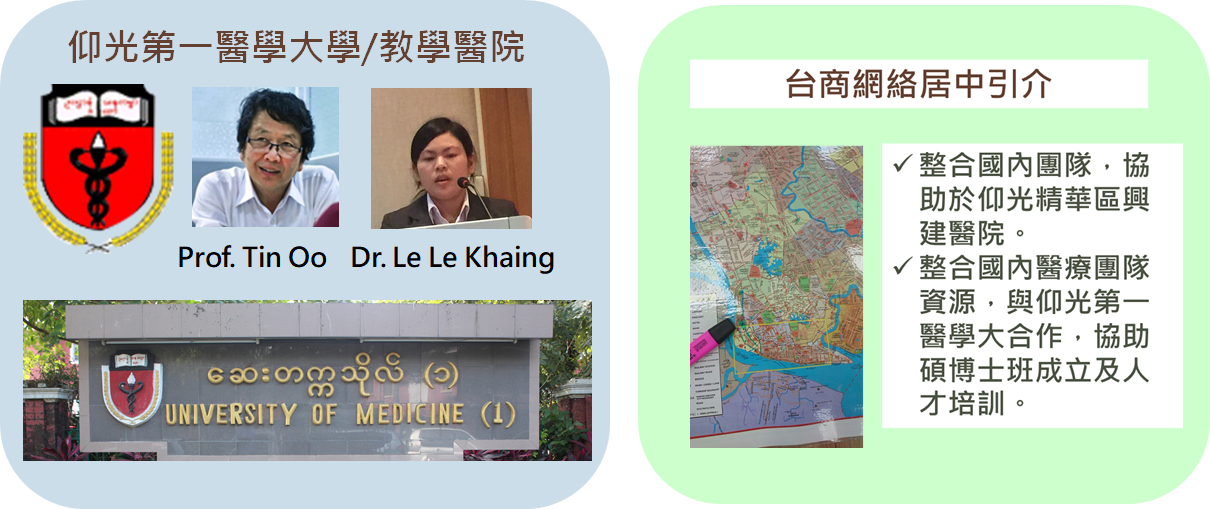 仰光第一醫學大學/教學醫院
Prof. Tin Oo
Dr. Le Le Khaing
ဆေးတက္ကသိုလ် (၁)
UNIVERSITY OF MEDICINE (1)
台商網絡居中引介
✓ 整合國內團隊，協
助於仰光精華區興
建醫院。
✓ 整合國內醫療團隊
資源，與仰光第一
醫學大合作，協助
碩博士班成立及人
才培訓。